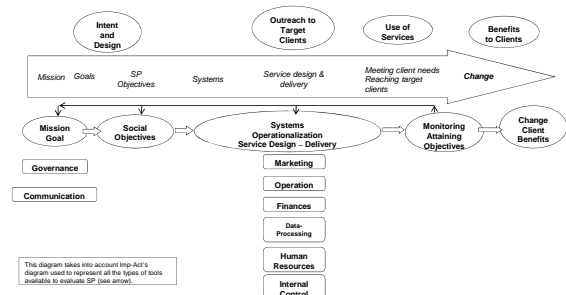 Intent
and
Design
Outreach to
Target
Clients
Use of
Services
Benefits
to Clients
Mission
Goals
SP
Objectives
Systems
Service design &
delivery
Meeting client needs
Reaching target
clients
Change
Mission
Goal
Social
Objectives
Systems
Operationalization
Service Design – Delivery
Monitoring
Attaining
Objectives
Change
Client
Benefits
Governance
Communication
Marketing
Operation
Finances
Data-
Processing
Human
Resources
Internal
Control
This diagram takes into account Imp-Act's
diagram used to represent all the types of tools
available to evaluate SP (see arrow).